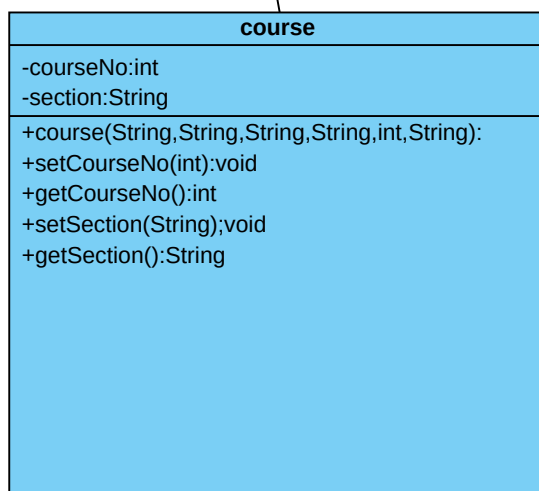 course
-courseNo:int
-section:String
+course(String,String,String,String,int,String):
+setCourseNo(int):void
+getCourseNo():int
+setSection(String);void
+getSection():String